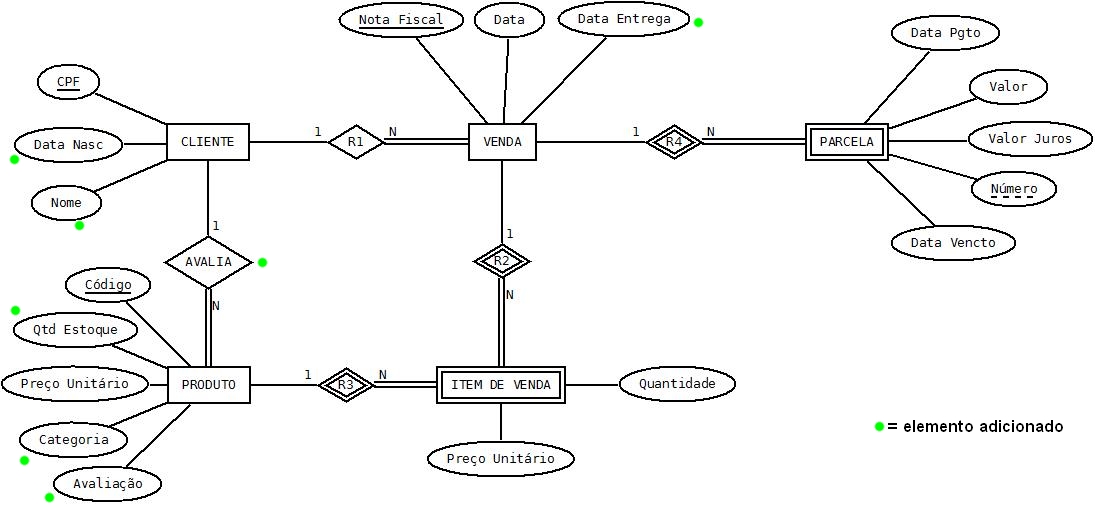 Nota Fiscal
Data
Data Entrega
Data Pgto
CPF
Valor
CLIENTE
1
R1
N
VENDA
1
R4
N
PARCELA
Data Nasc
Valor Juros
Nome
Número
1
1
Data Vencto
AVALIA
R2
Código
N
N
Qtd Estoque
Preço Unitário
PRODUTO
1
R3
N
ITEM DE VENDA
Quantidade
Categoria
= elemento adicionado
Preço Unitário
Avaliação